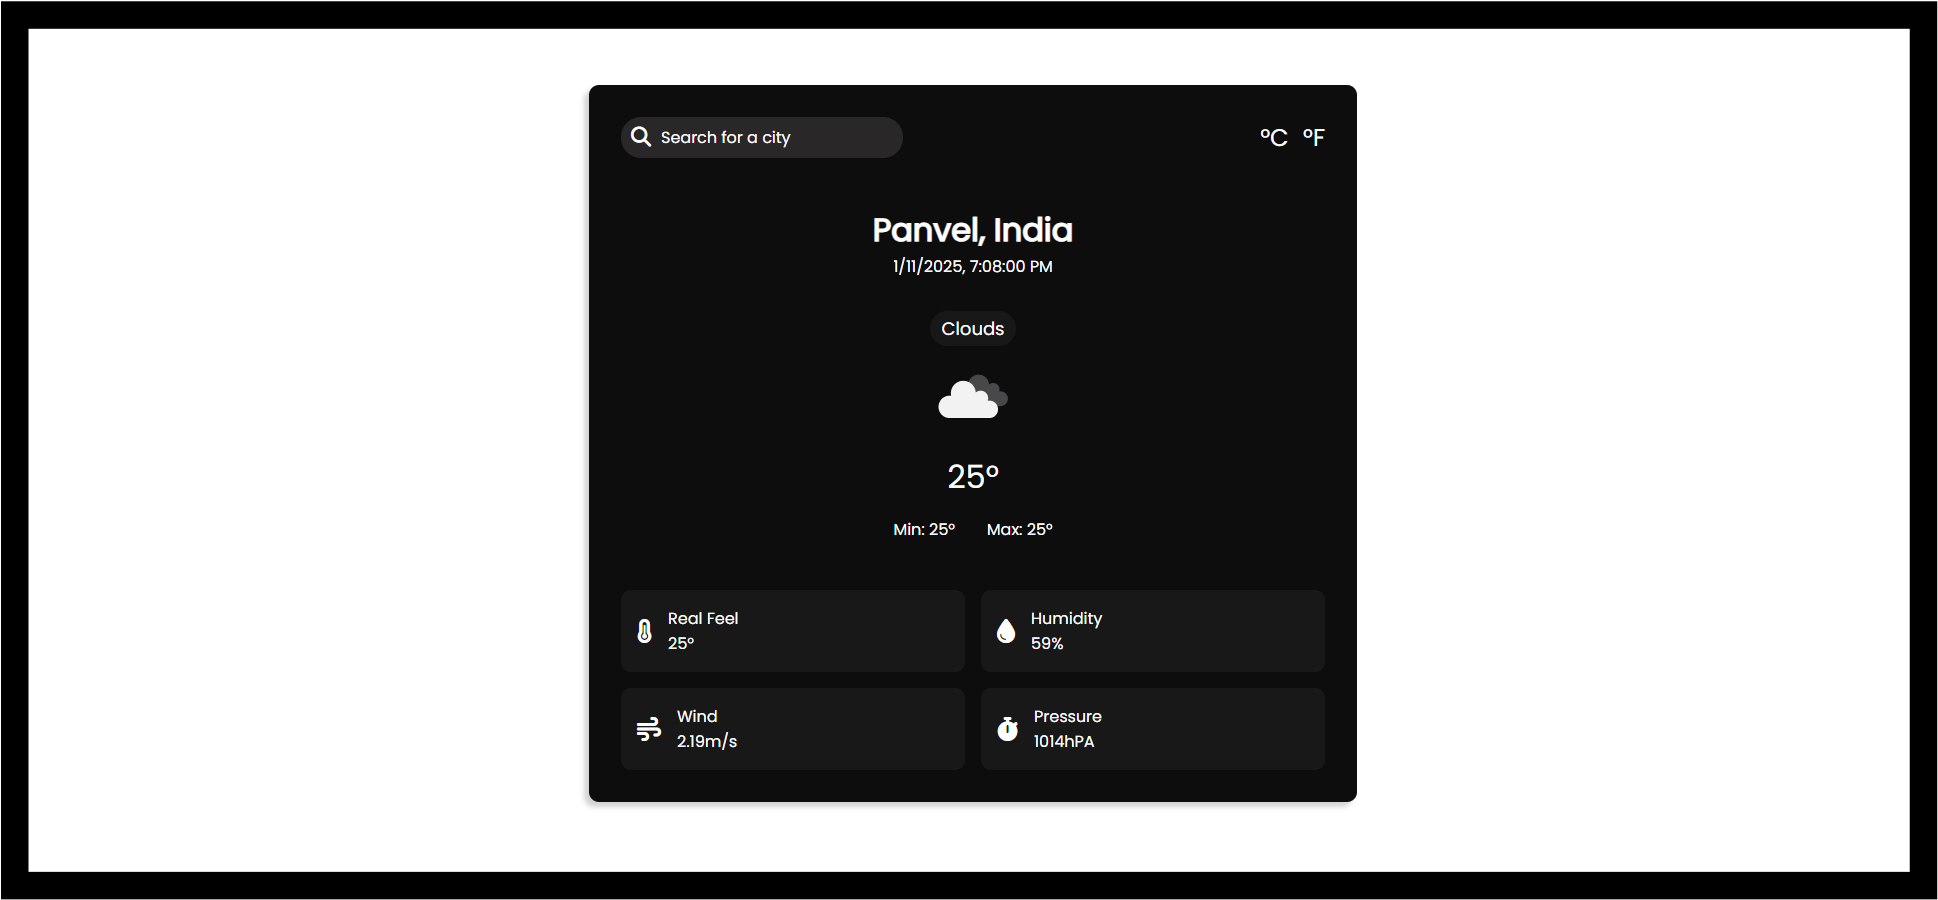 Search for a city
°C °F
Panvel, India
1/11/2025, 7:08:00 PM
Clouds
25°
Min: 25° Max: 25°
Real Feel
25°
Humidity
59%
Wind
2.19m/s
Pressure
1014hPA